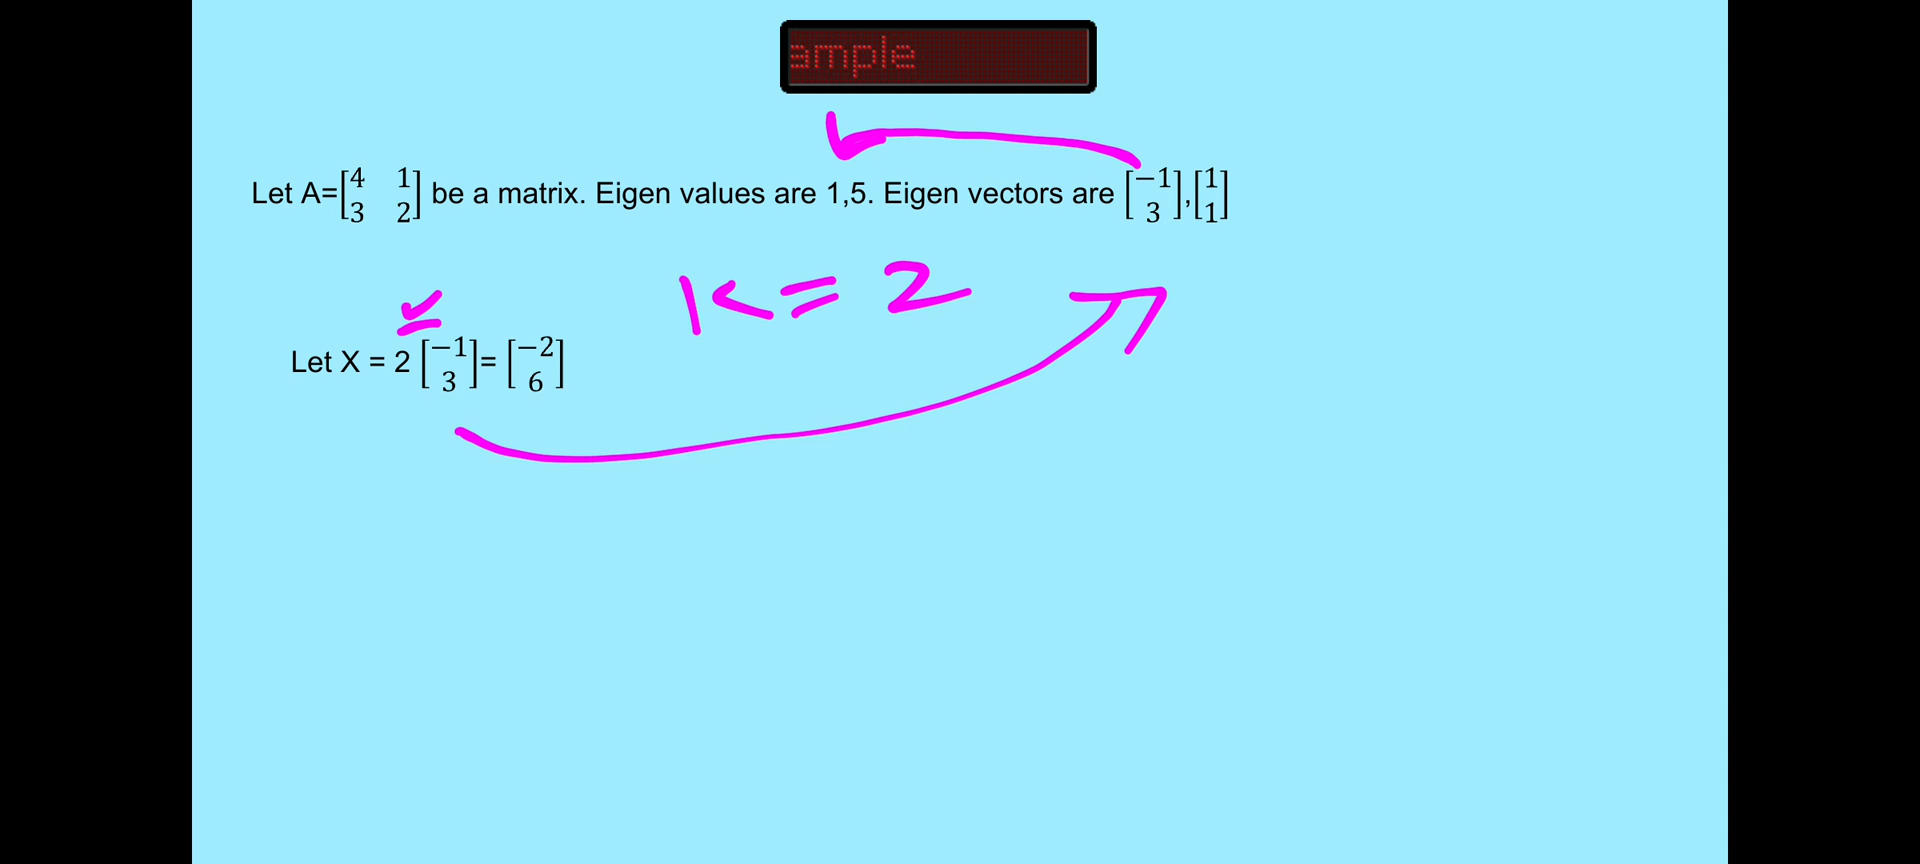 ample
Let A=[4 1 3 2] be a matrix. Eigen values are 1,5. Eigen vectors are [−1 3],[1 1]
K = 2
Let X = 2 [−1 3]= [−2 6]